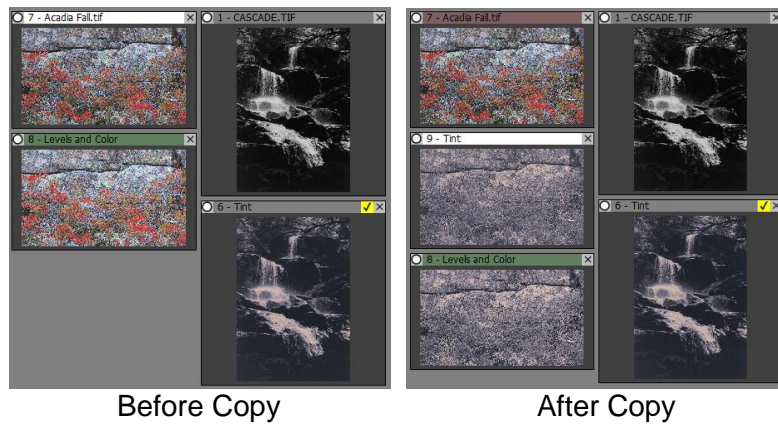 7 - Acadia Fall.tif
1 - CASCADE.TIF
8 - Levels and Color
6 - Tint
Before Copy
7 - Acadia Fall.tif
1 - CASCADE.TIF
9 - Tint
6 - Tint
8 - Levels and Color
After Copy